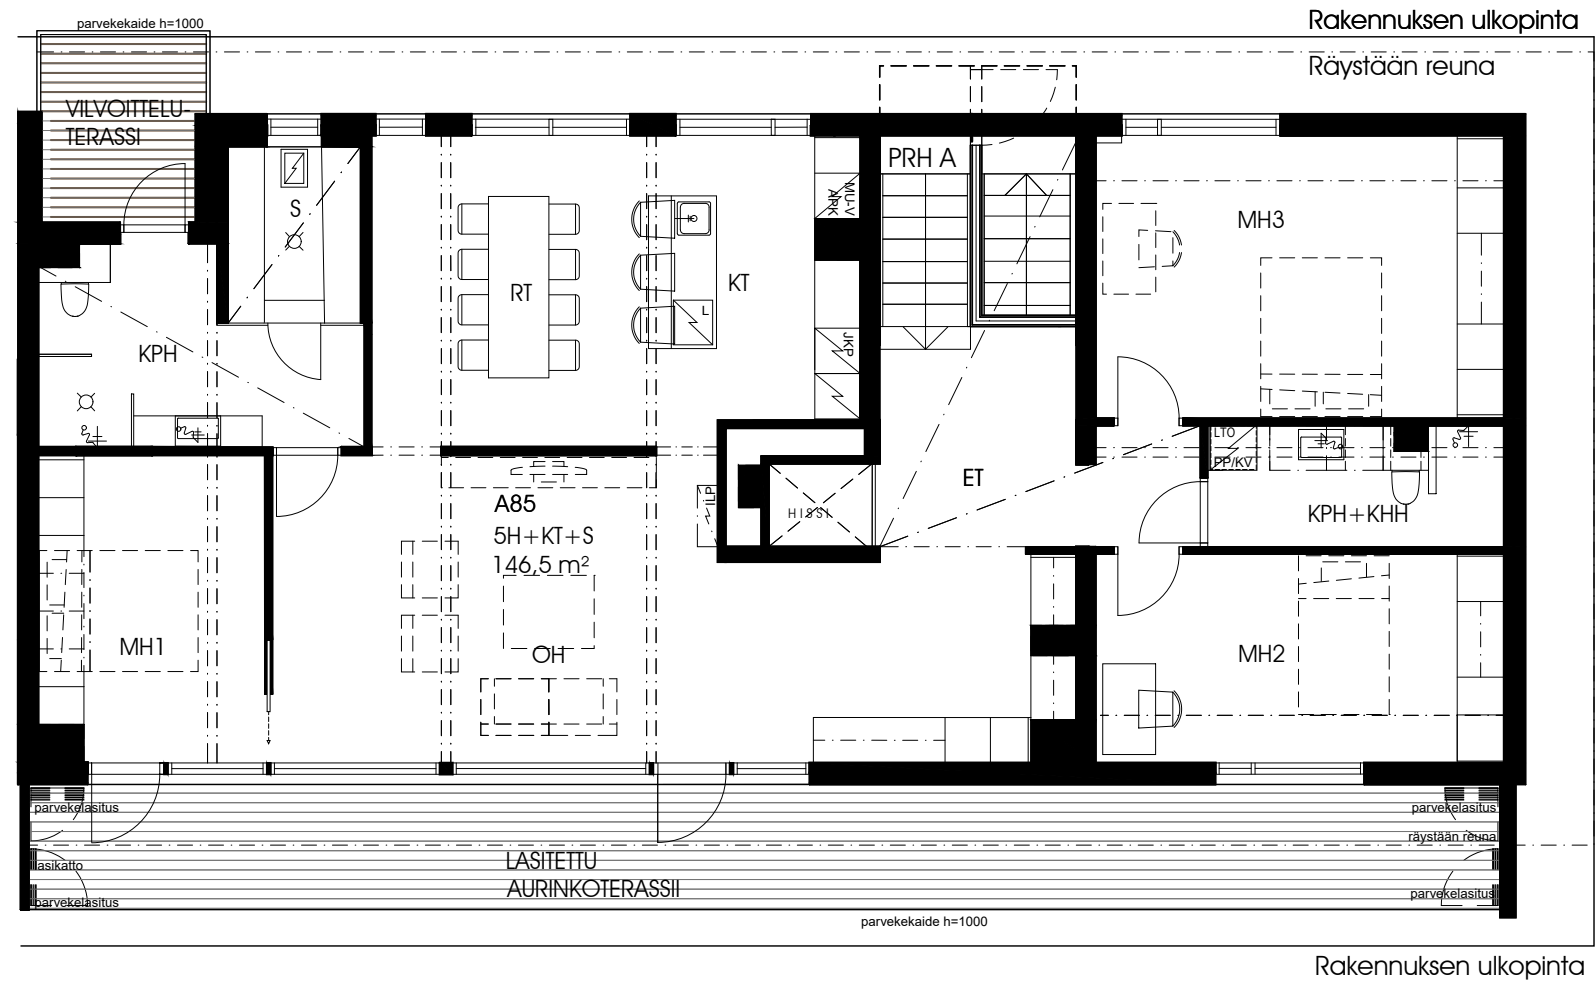 parvekekaide h=1000
Rakennuksen ulkopinta
Räystään reuna
VILVOITTELU-
TERASSI
PRH A
S
MU-V
APK
MH3
RT
KT
L
JKP
KPH
LTO
PP/KV
ET
A85
ILP
HISSI
KPH+KHH
5H+KT+S
146,5 m²
MH1
OH
MH2
parvekelasitus
parvekelasitus
räystään reuna
LASITETTU
lasikatto
AURINKOTERASSII
parvekelasitus
parvekelasitus
parvekekaide h=1000
Rakennuksen ulkopinta